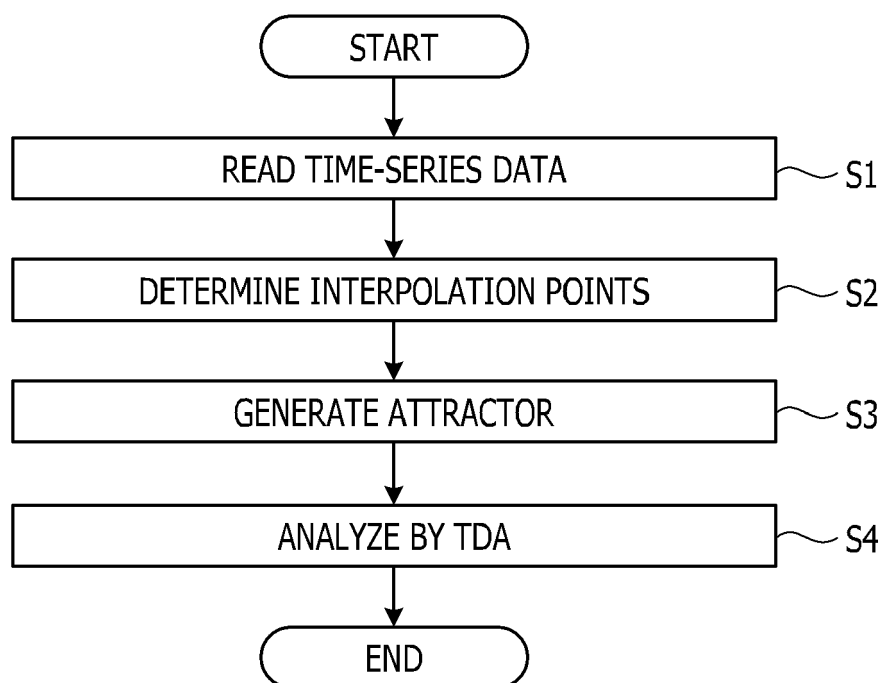 START
READ TIME-SERIES DATA
S1
DETERMINE INTERPOLATION POINTS
S2
GENERATE ATTRACTOR
S3
ANALYZE BY TDA
S4
END